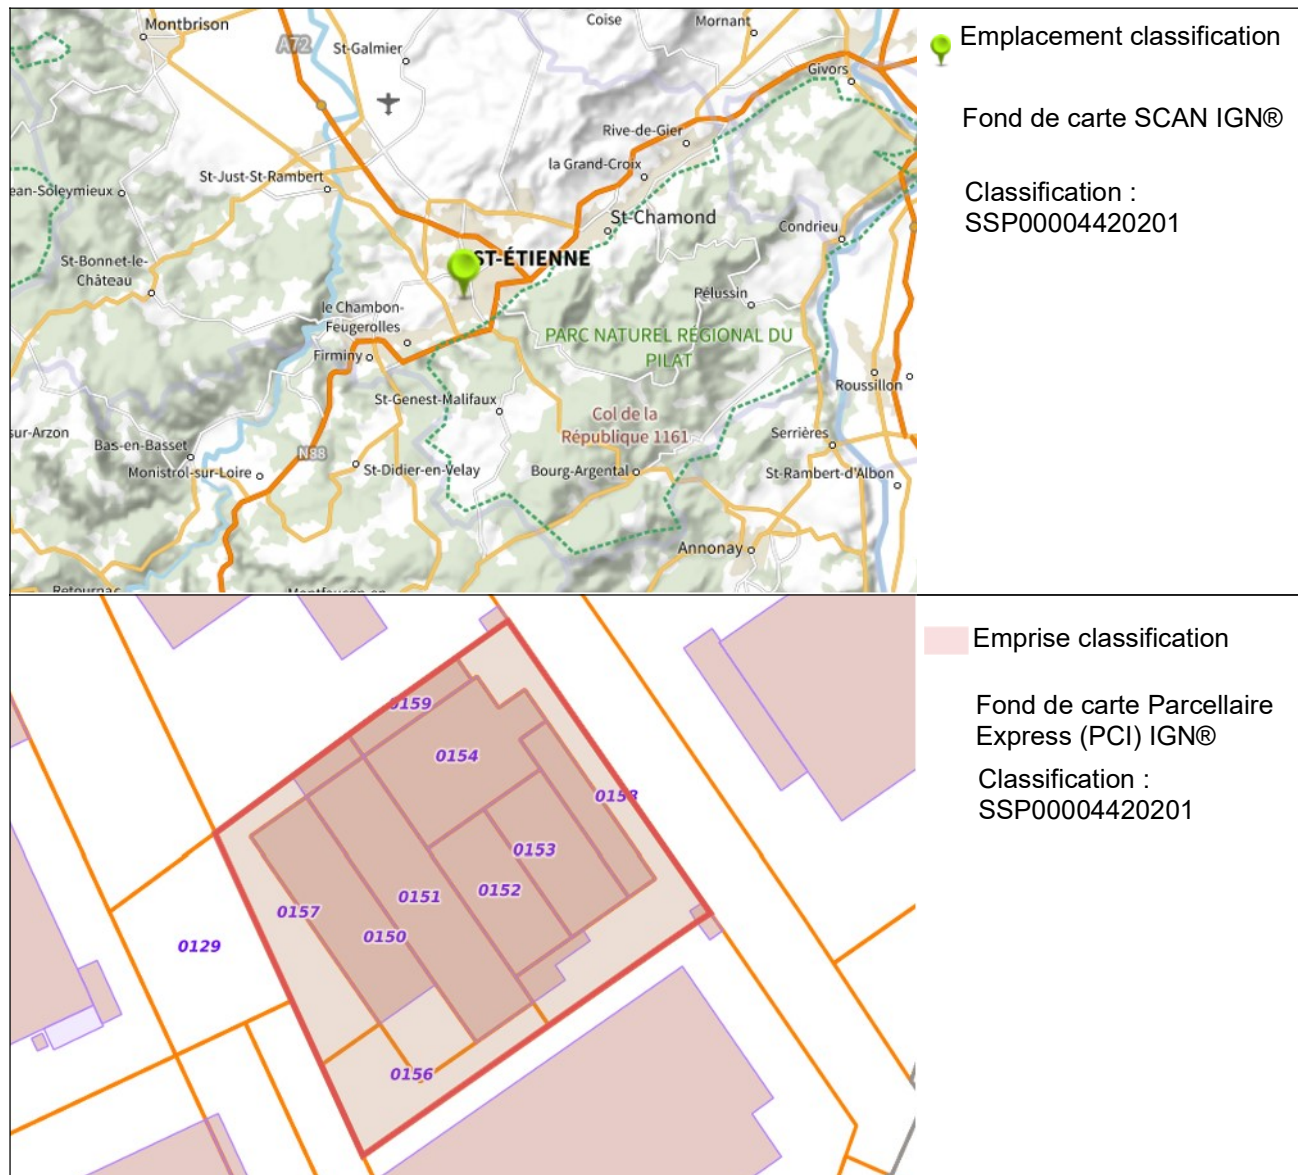 Montbrison
Coise
Mornant
A72
St-Galmier
Givors
Rive-de-Gier
la Grand-Croix
St-Just-St-Rambert
ean-Soleymieux
St-Chamond
Condrieu
ST-ÉTIENNE
St-Bonnet-le-
Château
Pélussin
le Chambon-
Feugerolles
PARC NATUREL RÉGIONAL DU
PILAT
Firminy
Roussillon
St-Genest-Malifaux
Col de la
République 1161
sur-Arzon
Bas-en-Basset
Serrières
N88
Monistrol-sur-Loire
St-Didier-en-Velay
Bourg-Argental
St-Rambert-d'Albon
Annonay
Retournac
Emplacement classification
Fond de carte SCAN IGN®
Classification :
SSP00004420201
0159
0154
0158
0153
0152
0151
0157
0150
0129
0156
Emprise classification
Fond de carte Parcellaire
Express (PCI) IGN®
Classification :
SSP00004420201